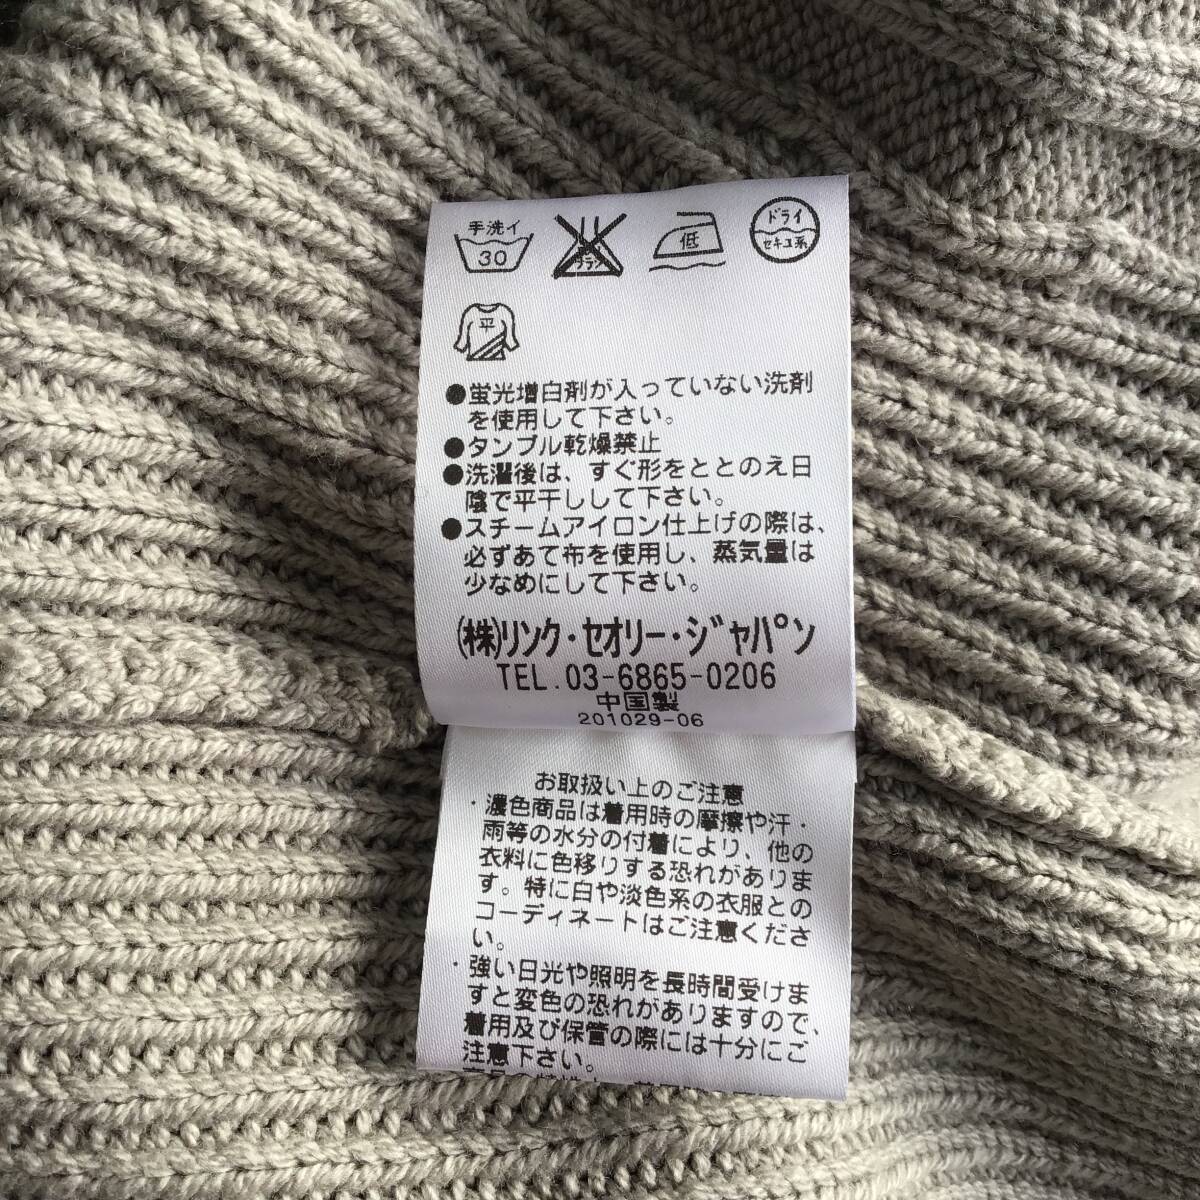 手洗イ
30
ドライ
セキユ系
低
平
●蛍光増白剤が入っていない洗剤
を使用して下さい。
●タンブル乾燥禁止
●洗濯後は、すぐ形をととのえ日
陰で平干しして下さい。
●スチームアイロン仕上げの際は、
必ずあて布を使用し、蒸気量は
少なめにして下さい。
(株)リンク・セオリー・ジャパン
TEL.03-6865-0206
中国製
201029-06
お取扱い上のご注意
・濃色商品は着用時の摩擦や汗・
雨等の水分の付着により、他の
衣料に色移りする恐れがありま
す。特に白や淡色系の衣服との
コーディネートはご注意くださ
い。
・強い日光や照明を長時間受けま
すと変色の恐れがありますので、
着用及び保管の際には十分にご
注意下さい。